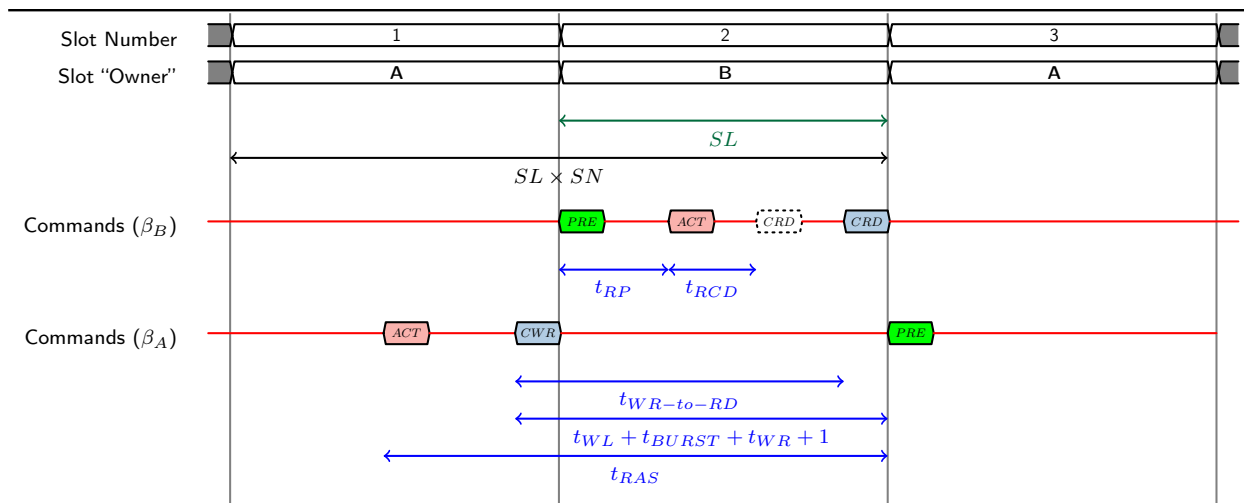 Slot Number 1 2 3
Slot “Owner” A B A
SL
SL × SN
Commands (β_B) PRE ACT CRD CRD
t_RP t_RCD
Commands (β_A) ACT CWR PRE
t_WR−to−RD
t_WL + t_BURST + t_WR + 1
t_RAS